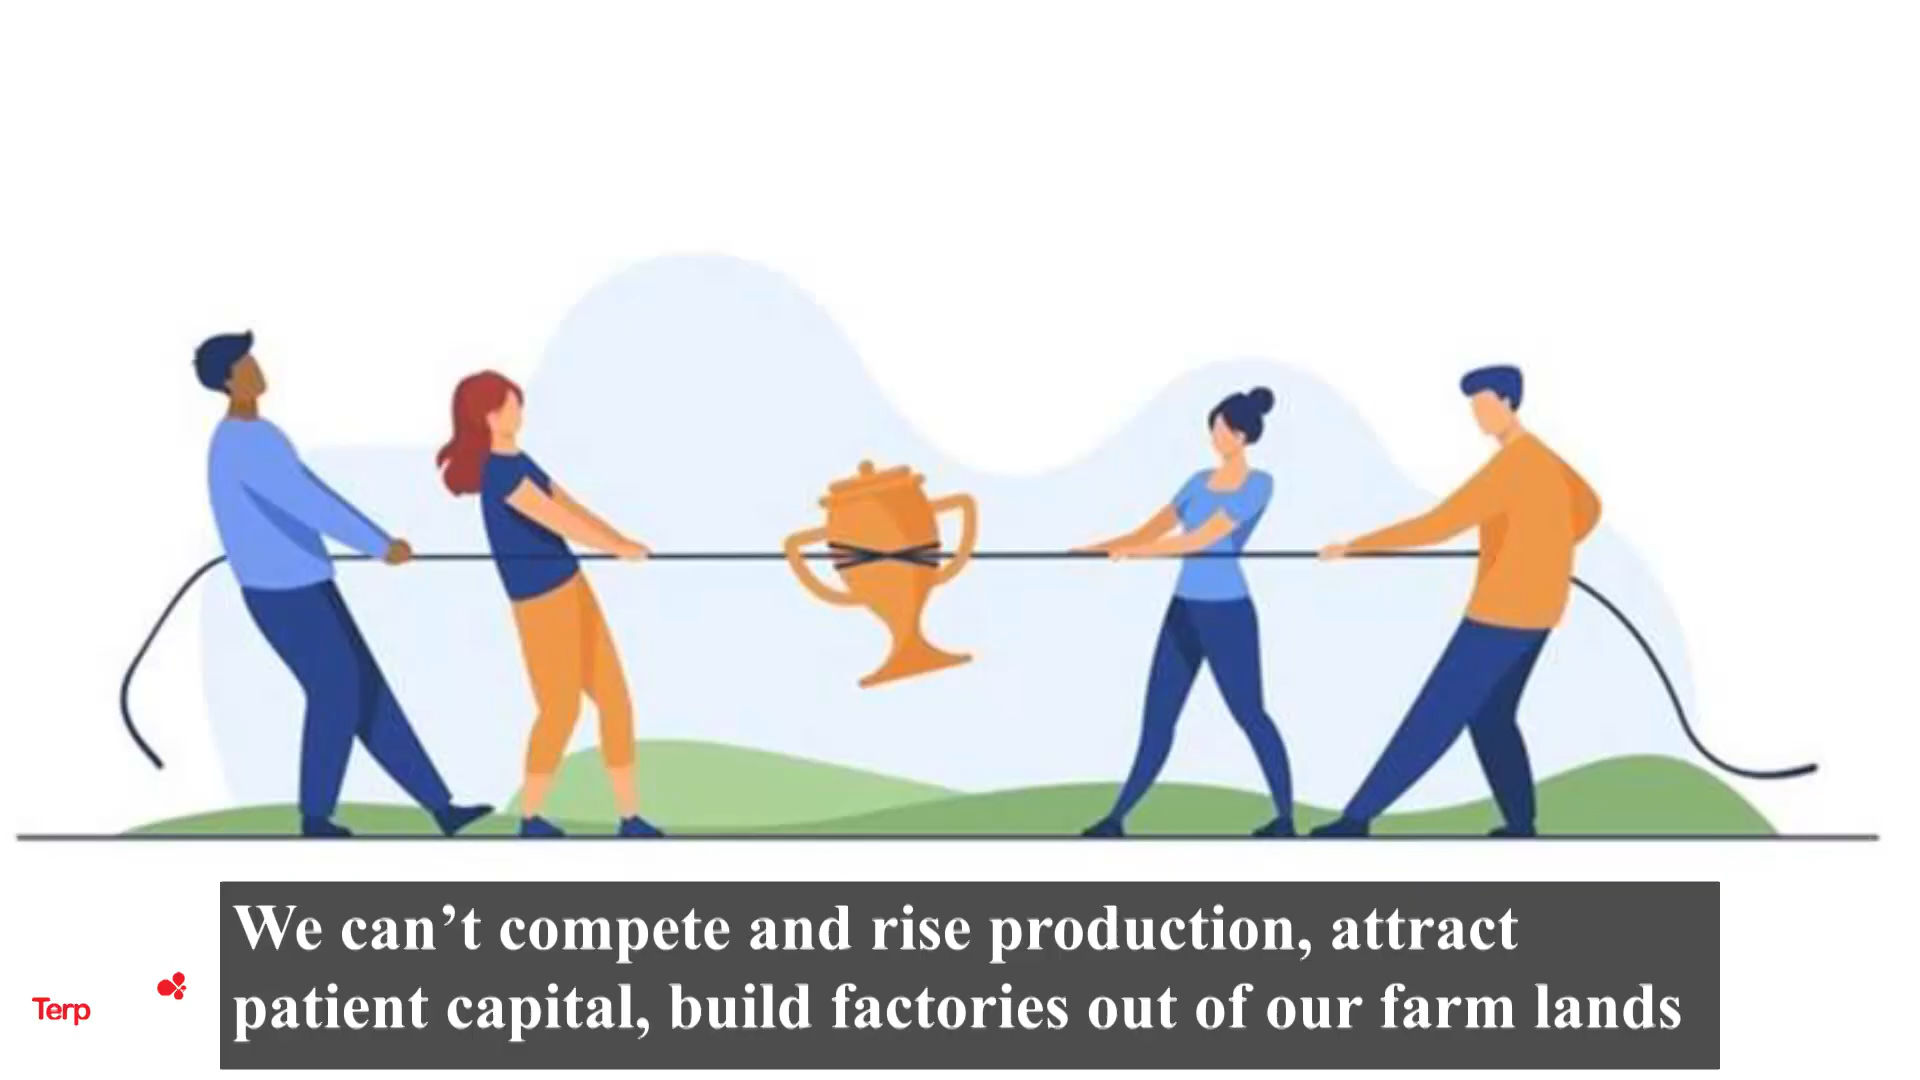 We can’t compete and rise production, attract
patient capital, build factories out of our farm lands
Terp